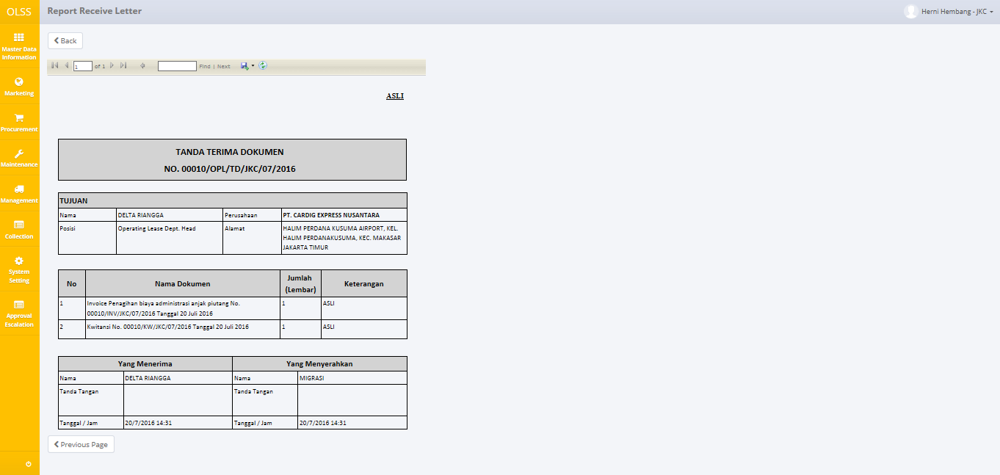 OLSS
Report Receive Letter
Herni Hembang - JKC
Master Data
Information
Marketing
Procurement
Maintenance
Management
Collection
System
Setting
Approval
Escalation
Back
1 of 1 Find | Next
ASLI
TANDA TERIMA DOKUMEN
NO. 00010/OPL/TD/JKC/07/2016
TUJUAN
Nama DELTA RIANGGA Perusahaan PT. CARDIG EXPRESS NUSANTARA
Posisi Operating Lease Dept. Head Alamat HALIM PERDANA KUSUMA AIRPORT, KEL.
HALIM PERDANAKUSUMA, KEC. MAKASAR
JAKARTA TIMUR
No Nama Dokumen Jumlah (Lembar) Keterangan
1 Invoice Penagihan biaya administrasi anjak piutang No. 1 ASLI
00010/INV/JKC/07/2016 Tanggal 20 Juli 2016
2 Kwitansi No. 00010/KW/JKC/07/2016 Tanggal 20 Juli 2016 1 ASLI
Yang Menerima Yang Menyerahkan
Nama DELTA RIANGGA Nama MIGRASI
Tanda Tangan Tanda Tangan
Tanggal / Jam 20/7/2016 14:31 Tanggal / Jam 20/7/2016 14:31
Previous Page